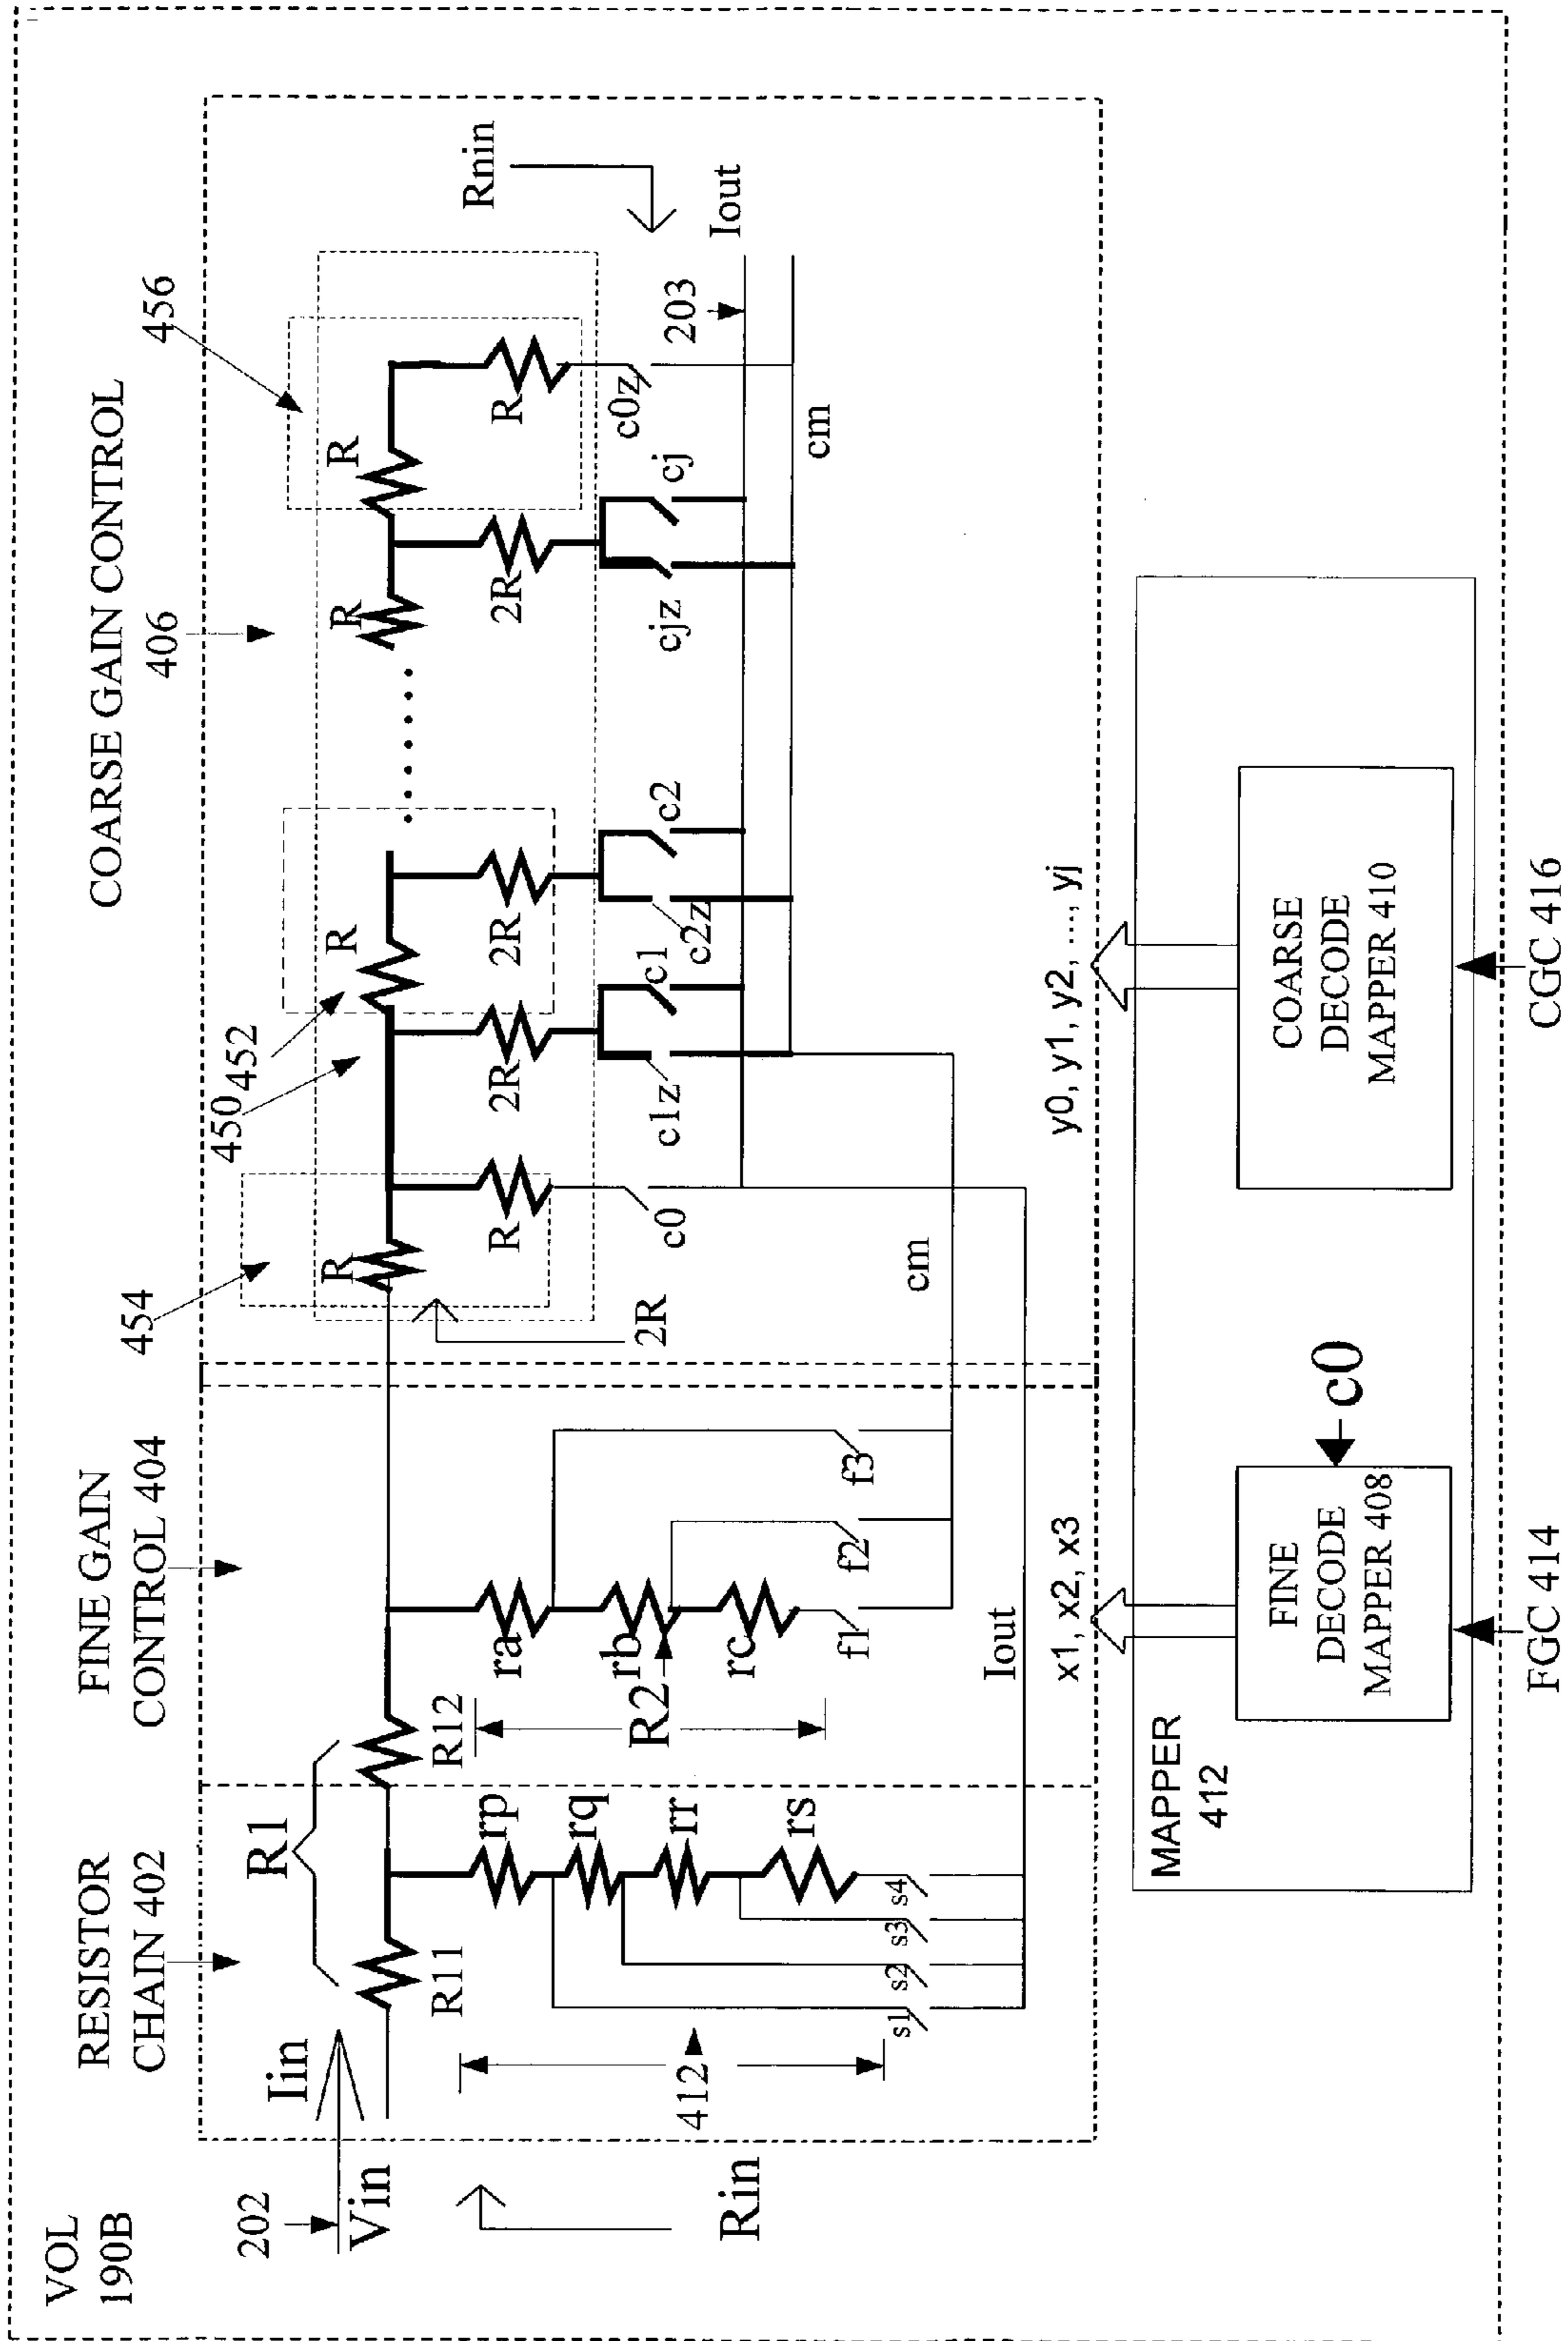 VOL
190B
202
Vin
Iin
Rin
RESISTOR
CHAIN 402
R1
R11
R12
rp
rq
rr
rs
s1
s2
s3
s4
412
FINE GAIN
CONTROL 404
ra
rb
rc
R2
f1
f2
f3
Iout
cm
COARSE GAIN CONTROL
406
454
450
452
456
2R
R
R
c0
2R
c1z
c1
R
2R
c2z
c2
R
2R
cjz
cj
R
R
c0z
203
Iout
cm
Rnin
x1, x2, x3
y0, y1, y2, ..., yj
MAPPER
412
FINE
DECODE
MAPPER 408
c0
COARSE
DECODE
MAPPER 410
FGC 414
CGC 416